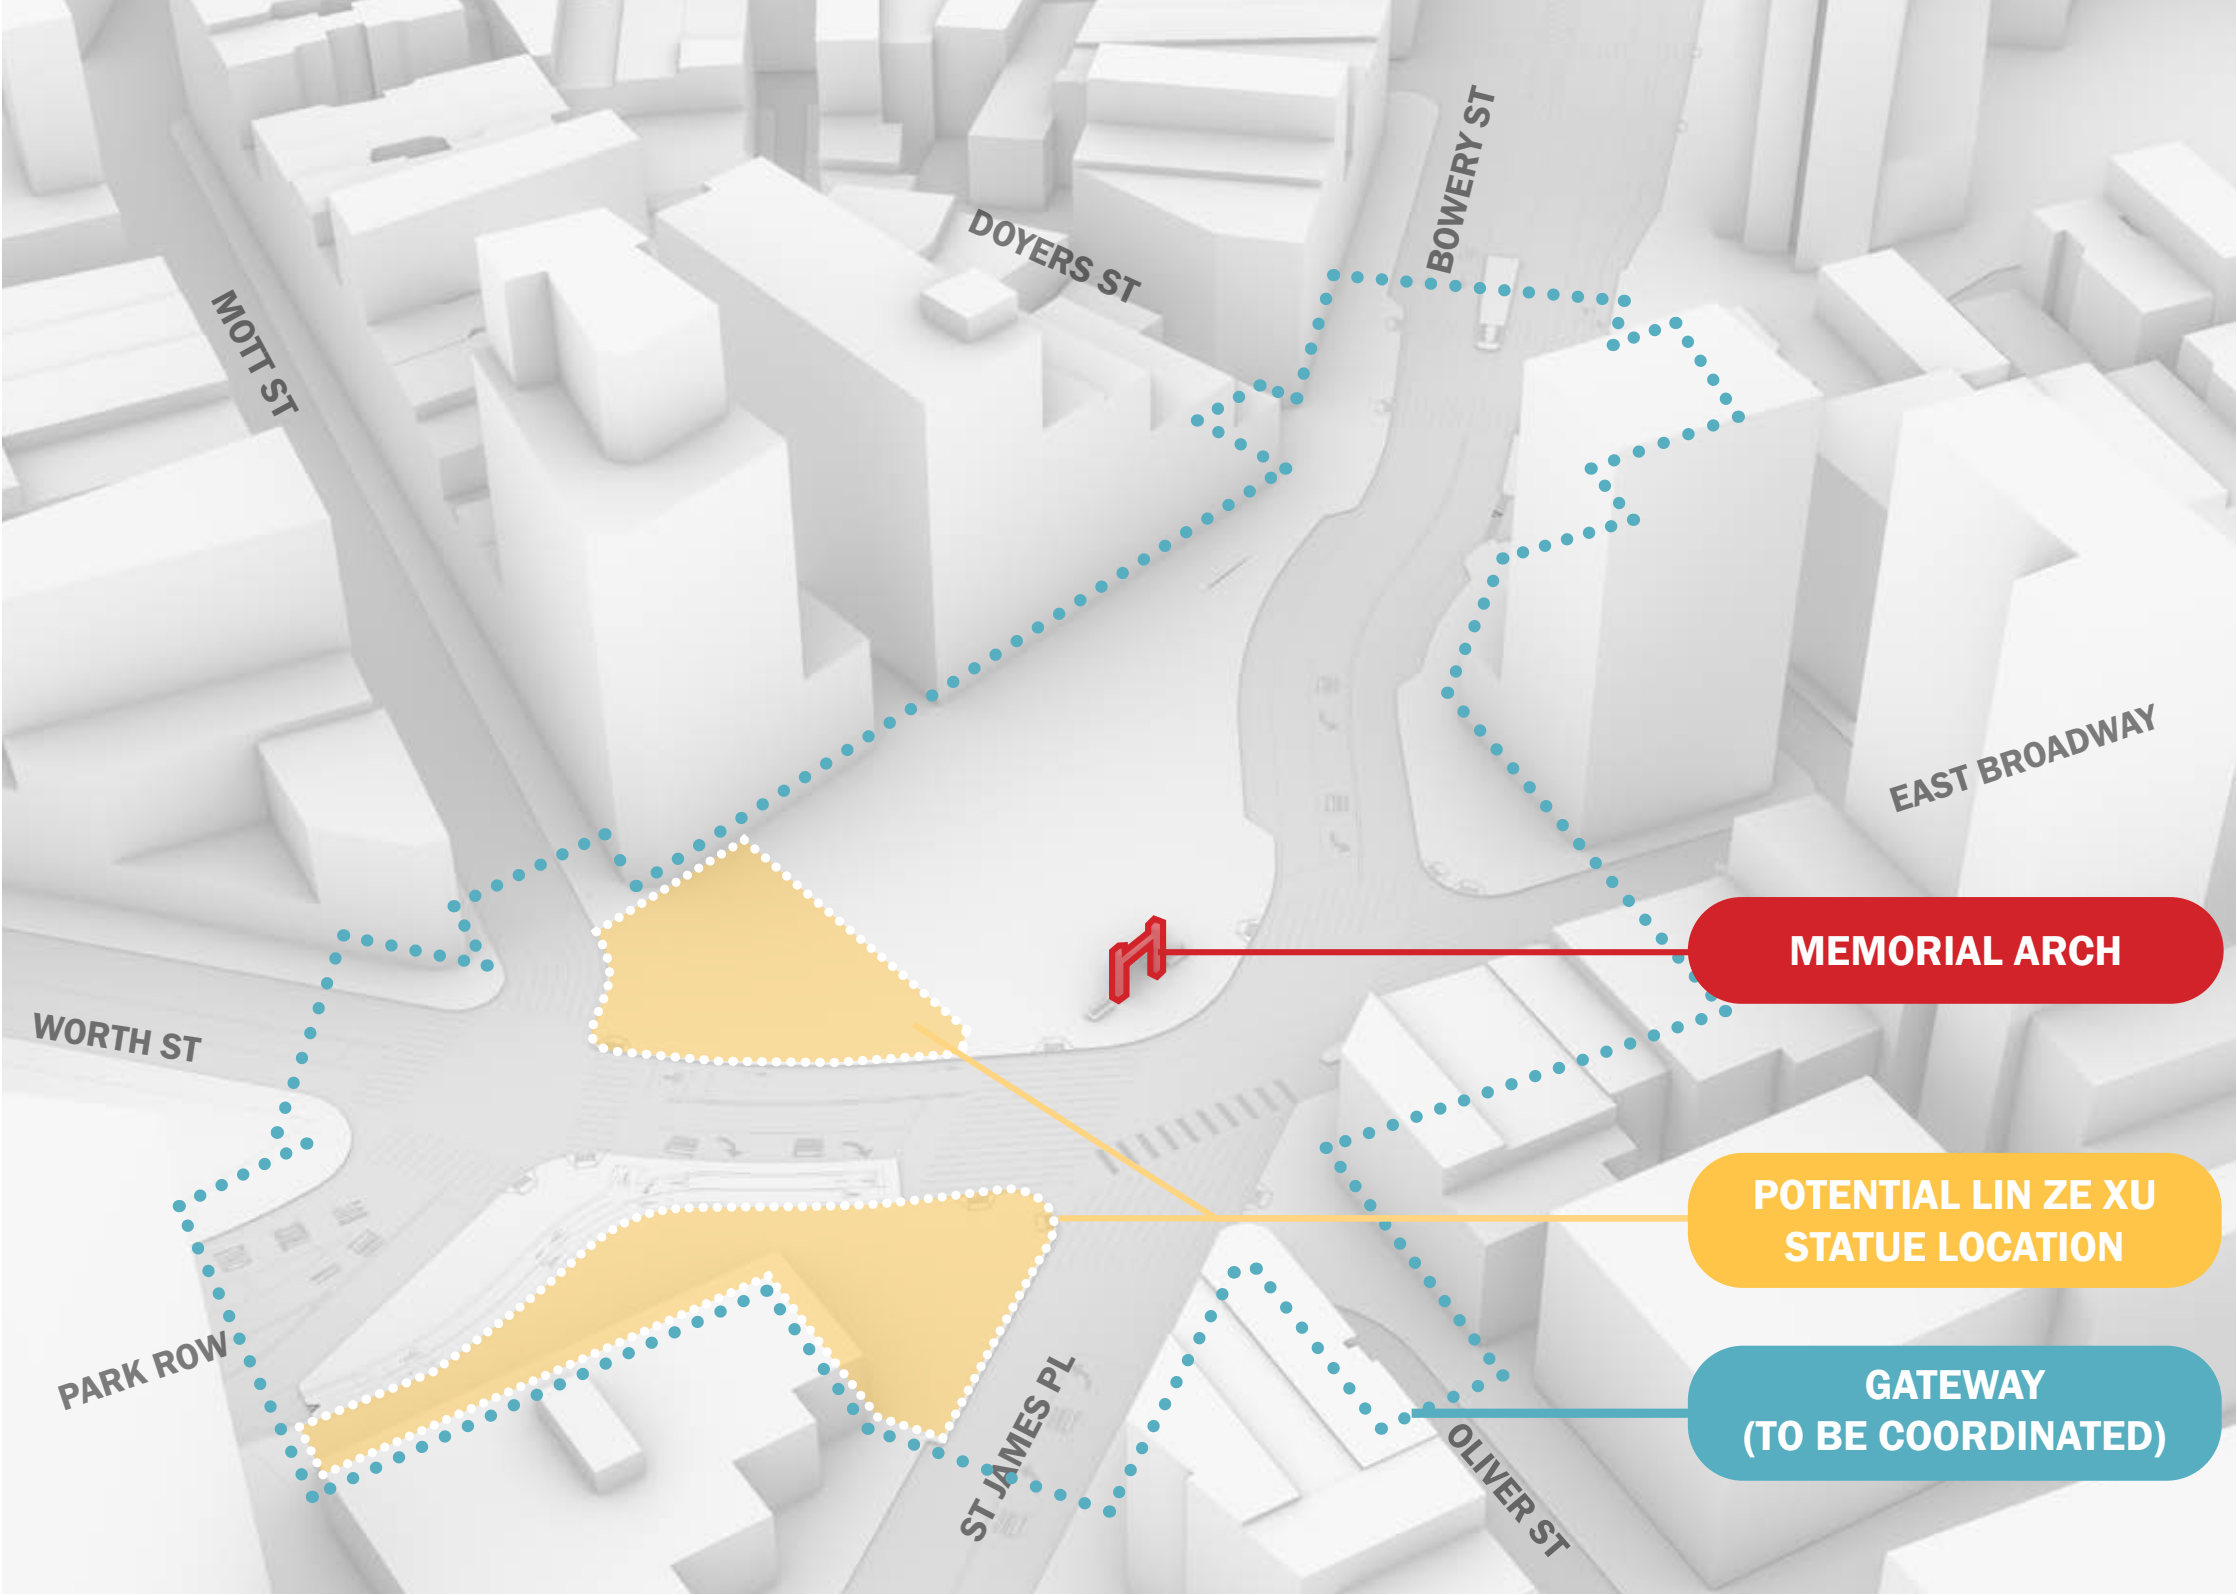 BOWERY ST
DOYERS ST
MOTT ST
EAST BROADWAY
MEMORIAL ARCH
WORTH ST
POTENTIAL LIN ZE XU
STATUE LOCATION
PARK ROW
GATEWAY
(TO BE COORDINATED)
ST JAMES PL
OLIVER ST